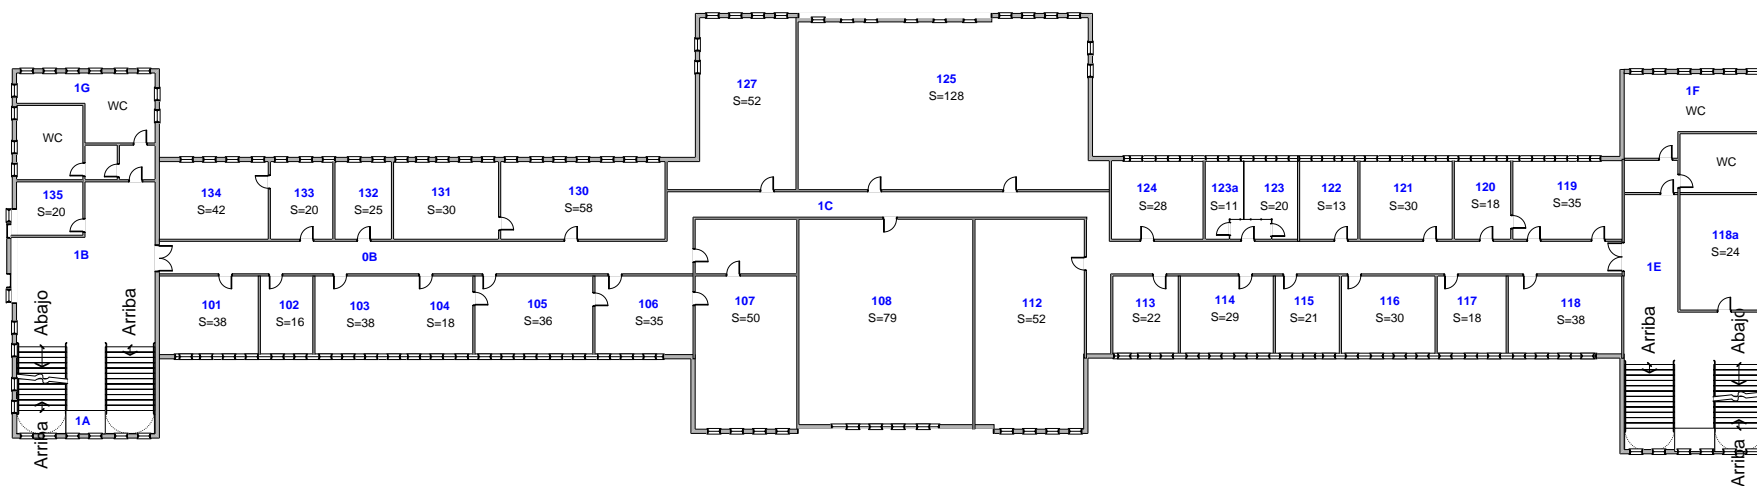 1G
WC
WC
135
S=20
1B
Abajo
Arriba
Arriba
1A
134
S=42
133
S=20
132
S=25
131
S=30
130
S=58
0B
101
S=38
102
S=16
103
S=38
104
S=18
105
S=36
106
S=35
127
S=52
125
S=128
1C
107
S=50
108
S=79
112
S=52
124
S=28
123a
S=11
123
S=20
122
S=13
121
S=30
120
S=18
119
S=35
113
S=22
114
S=29
115
S=21
116
S=30
117
S=18
118
S=38
1F
WC
WC
118a
S=24
1E
Arriba
Abajo
Arriba